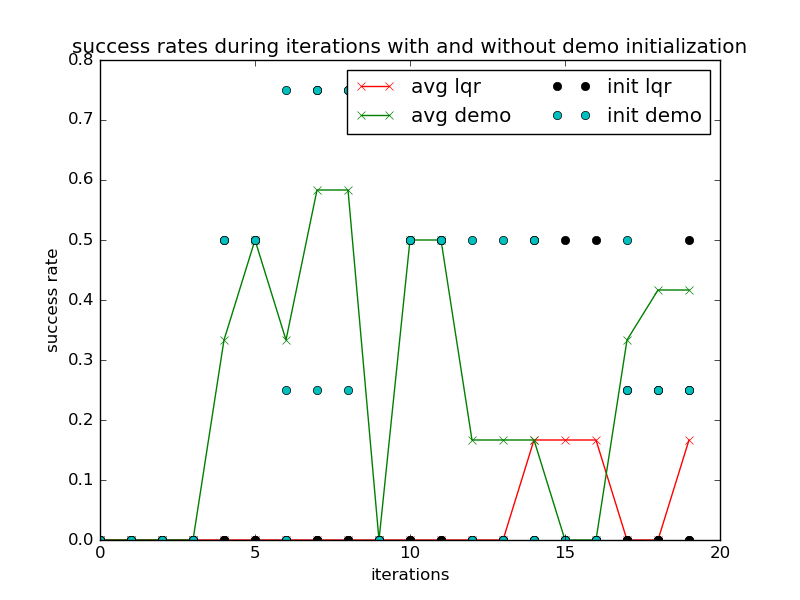 success rates during iterations with and without demo initialization
avg lqr
avg demo
init lqr
init demo
success rate
0.8
0.7
0.6
0.5
0.4
0.3
0.2
0.1
0.0
0 5 10 15 20
iterations